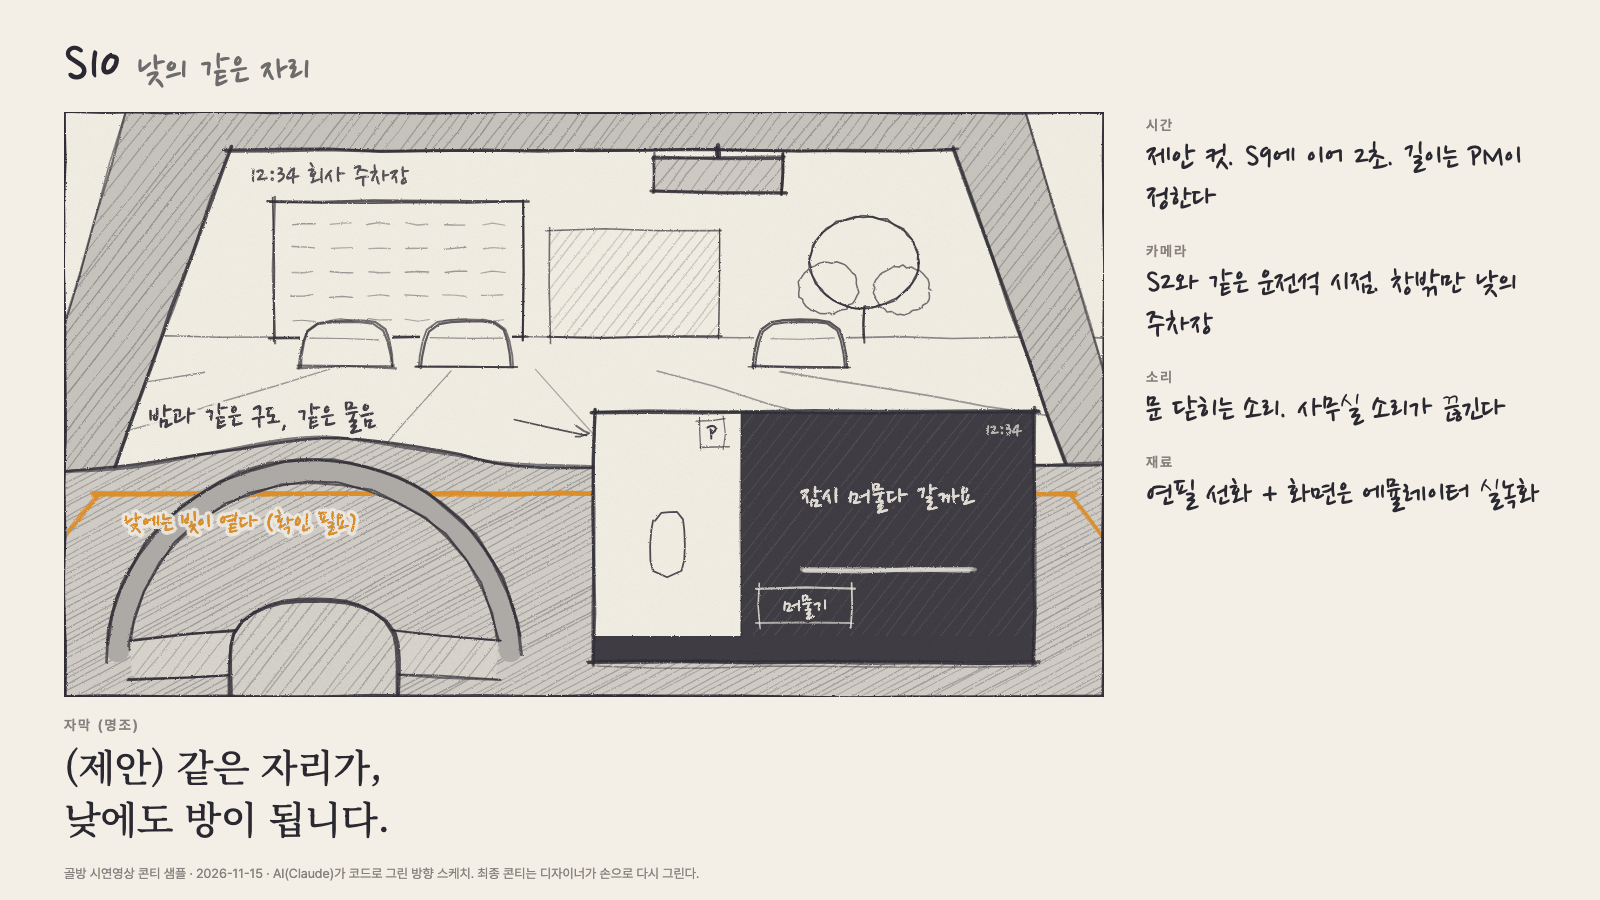 S10 낮의 같은 자리
12:34 회사 주차장
밤과 같은 구도, 같은 물음
낮에는 빛이 옅다 (확인 필요)
P
12:34
잠시 머물다 갈까요
머물기
시간
제안 컷. S9에 이어 2초. 길이는 PM이
정한다
카메라
S2와 같은 운전석 시점. 창밖만 낮의
주차장
소리
문 닫히는 소리. 사무실 소리가 끊긴다
재료
연필 선화 + 화면은 에뮬레이터 실녹화
자막 (명조)
(제안) 같은 자리가,
낮에도 방이 됩니다.
골방 시연영상 콘티 샘플 · 2026-11-15 · AI(Claude)가 코드로 그린 방향 스케치. 최종 콘티는 디자이너가 손으로 다시 그린다.